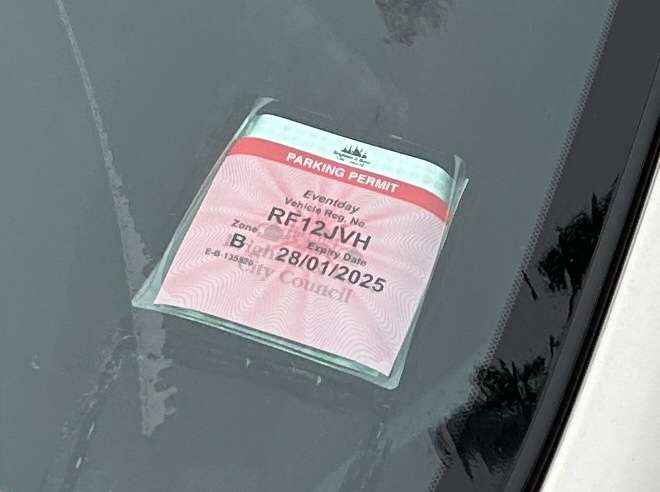 PARKING PERMIT
Eventday
Vehicle Reg. No.
RF12JVH
Zone Expiry Date
B 28/01/2025
City Council